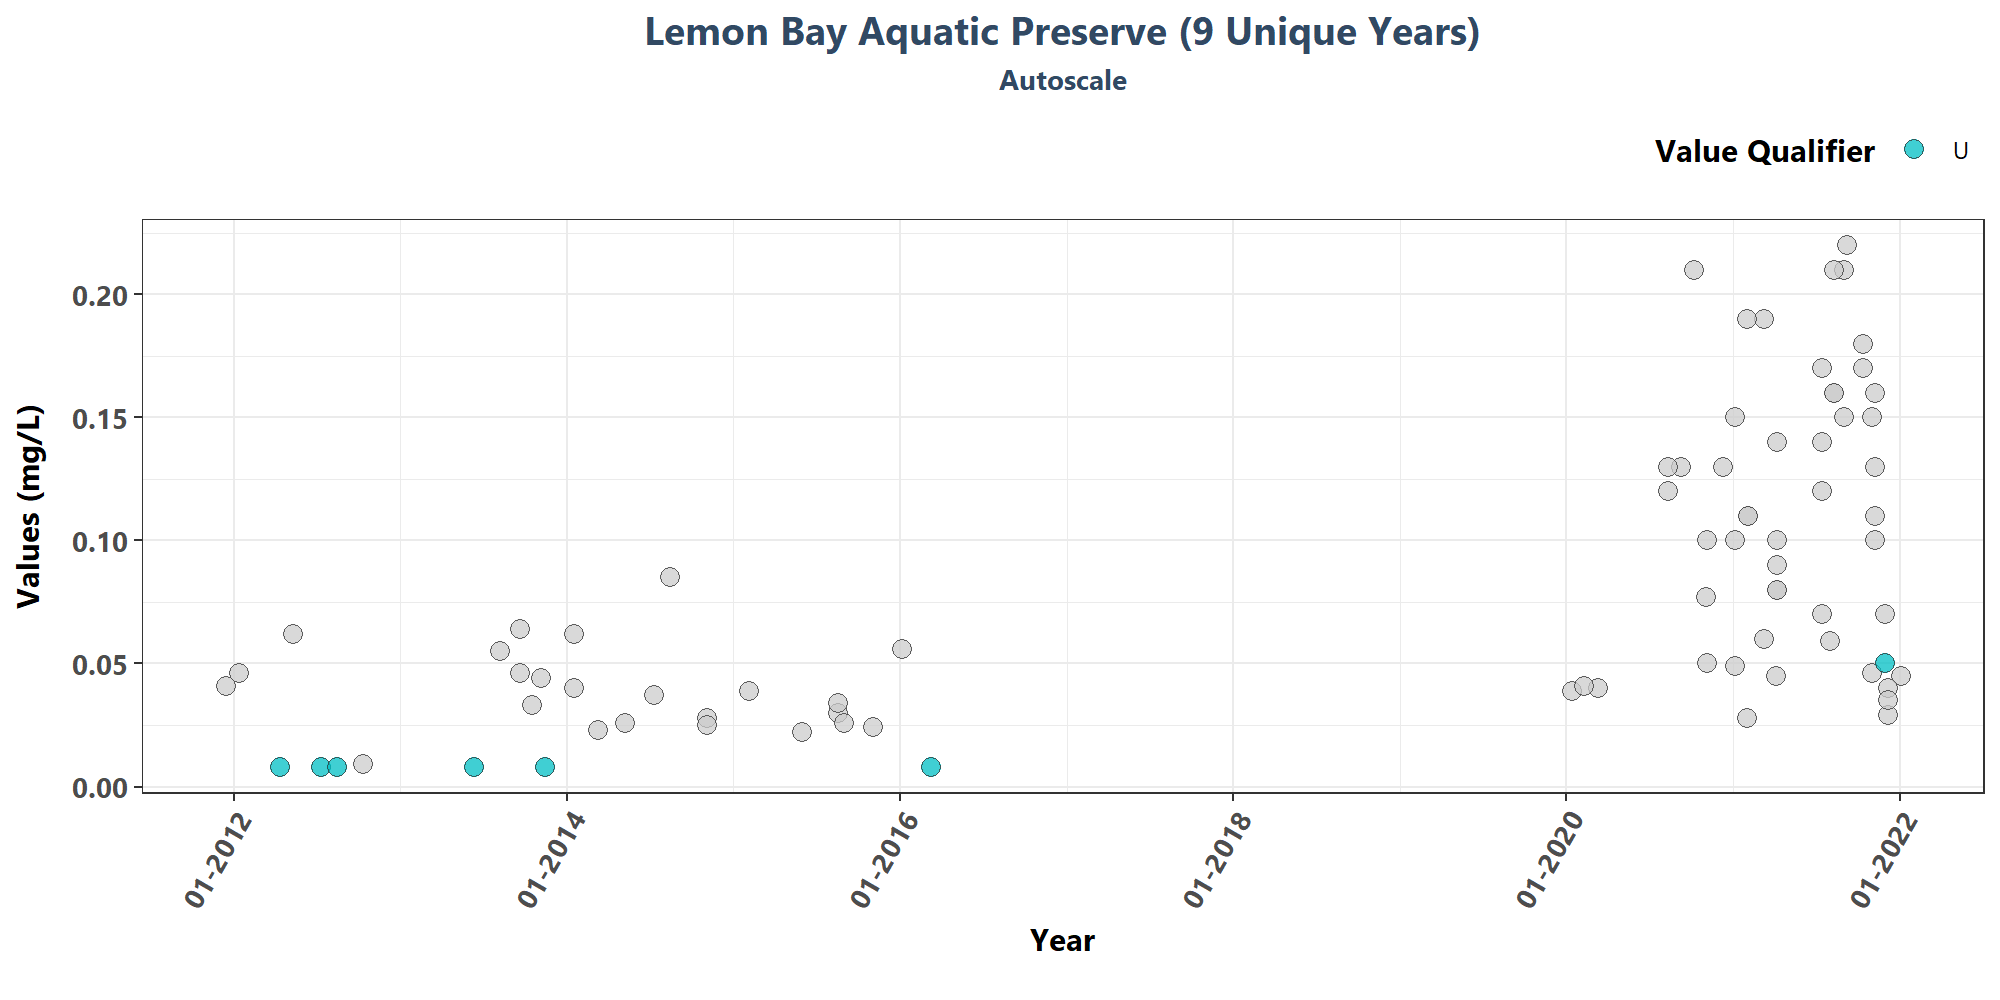 Lemon Bay Aquatic Preserve (9 Unique Years)
Autoscale
Value Qualifier U
Values (mg/L)
0.20
0.15
0.10
0.05
0.00
01-2012 01-2014 01-2016 01-2018 01-2020 01-2022
Year